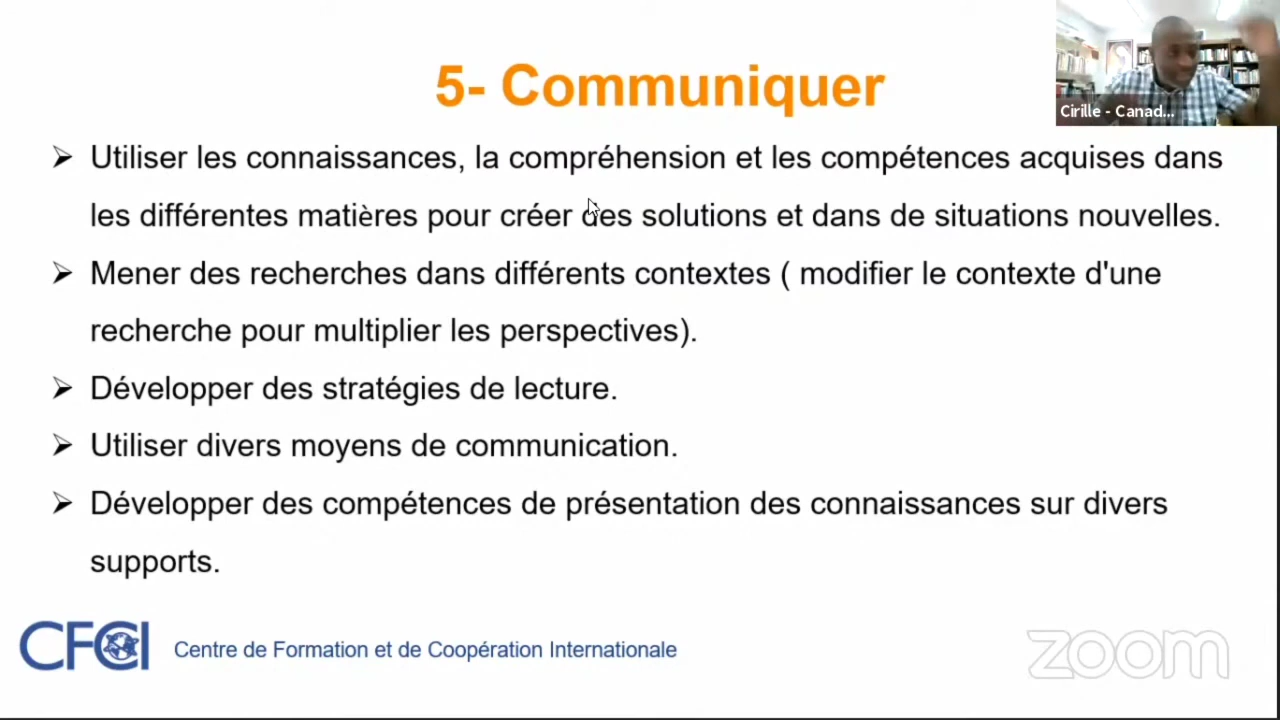 5- Communiquer
Cirille - Canad...
➢ Utiliser les connaissances, la compréhension et les compétences acquises dans
les différentes matières pour créer des solutions et dans de situations nouvelles.
➢ Mener des recherches dans différents contextes ( modifier le contexte d'une
recherche pour multiplier les perspectives).
➢ Développer des stratégies de lecture.
➢ Utiliser divers moyens de communication.
➢ Développer des compétences de présentation des connaissances sur divers
supports.
CFCI
Centre de Formation et de Coopération Internationale
zoom